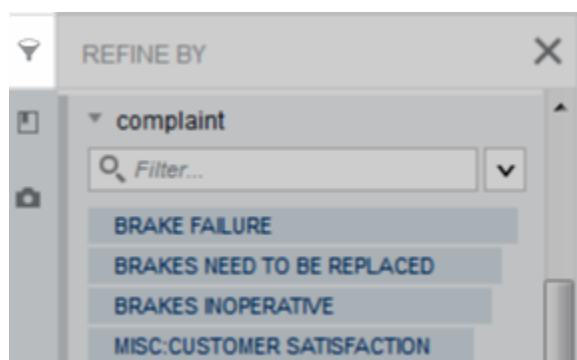 REFINE BY
complaint
Filter...
BRAKE FAILURE
BRAKES NEED TO BE REPLACED
BRAKES INOPERATIVE
MISC:CUSTOMER SATISFACTION